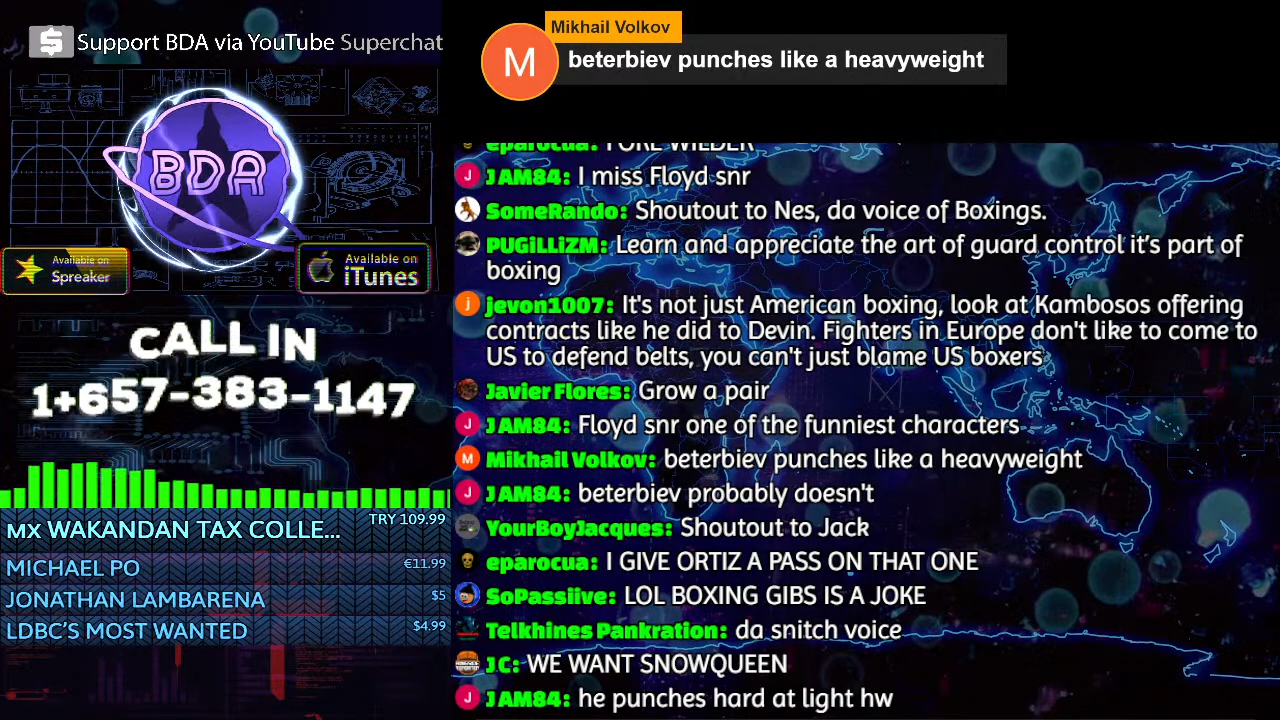 Support BDA via YouTube Superchat
BDA
Available on
Spreaker
Available on
iTunes
CALL IN
1+657-383-1147
MX WAKANDAN TAX COLLE... TRY 109.99
MICHAEL PO €11.99
JONATHAN LAMBARENA $5
LDBC'S MOST WANTED $4.99
Mikhail Volkov
M beterbiev punches like a heavyweight
eparocua: FURE WILDER
J JAM84: I miss Floyd snr
SomeRando: Shoutout to Nes, da voice of Boxings.
PUGiLLiZM: Learn and appreciate the art of guard control it's part of
boxing
j jevon1007: It's not just American boxing, look at Kambosos offering
contracts like he did to Devin. Fighters in Europe don't like to come to
US to defend belts, you can't just blame US boxers
Javier Flores: Grow a pair
J JAM84: Floyd snr one of the funniest characters
M Mikhail Volkov: beterbiev punches like a heavyweight
J JAM84: beterbiev probably doesn't
YourBoyJacques: Shoutout to Jack
eparocua: I GIVE ORTIZ A PASS ON THAT ONE
SoPassiive: LOL BOXING GIBS IS A JOKE
Telkhines Pankration: da snitch voice
JC: WE WANT SNOWQUEEN
J JAM84: he punches hard at light hw